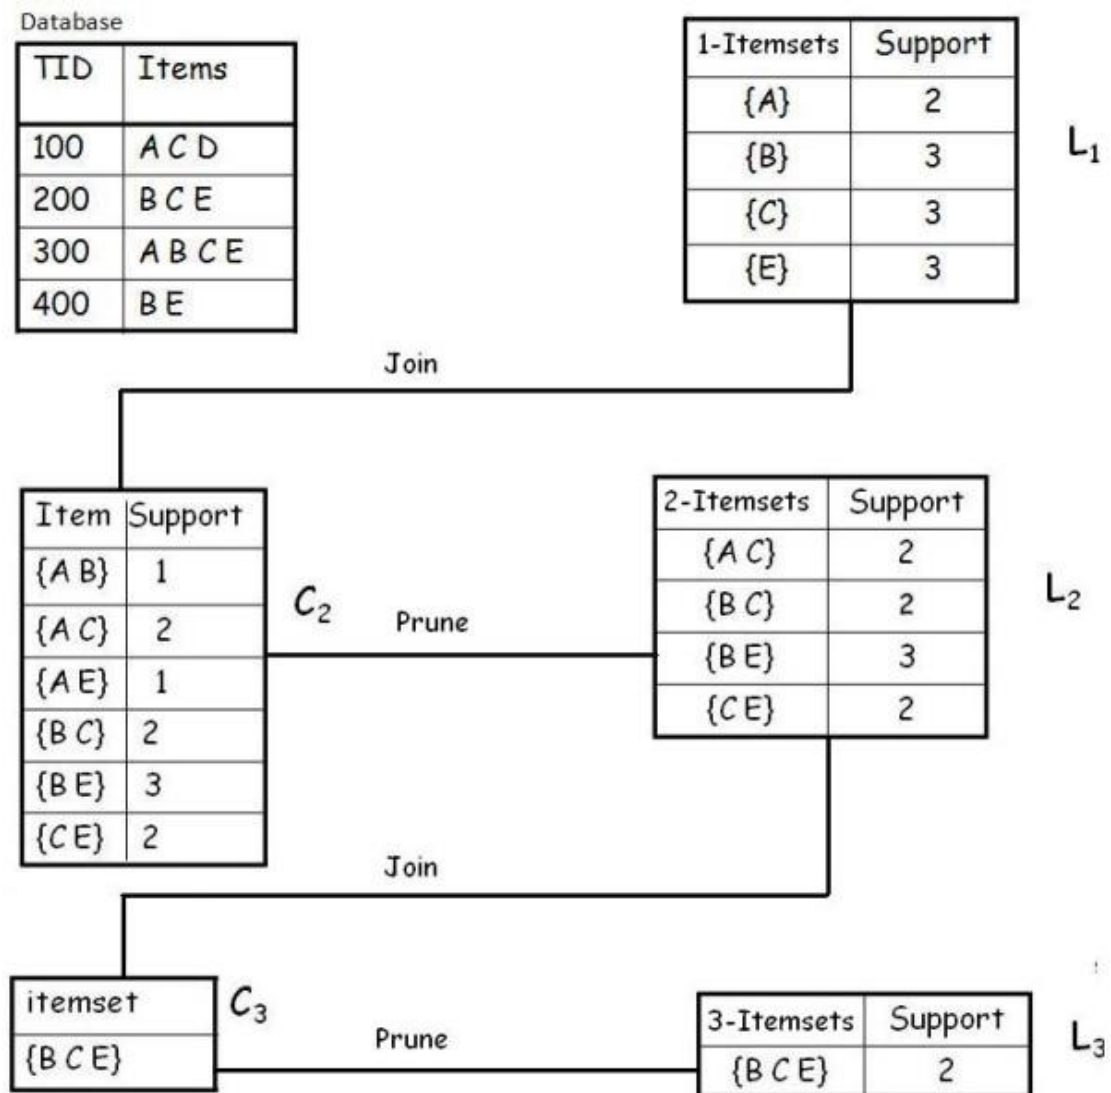 Database
TID Items
100 A C D
200 B C E
300 A B C E
400 B E
1-Itemsets Support
{A} 2
{B} 3
{C} 3
{E} 3
L1
Join
Item Support
{A B} 1
{A C} 2
{A E} 1
{B C} 2
{B E} 3
{C E} 2
C2
Prune
2-Itemsets Support
{A C} 2
{B C} 2
{B E} 3
{C E} 2
L2
Join
itemset
{B C E}
C3
Prune
3-Itemsets Support
{B C E} 2
L3